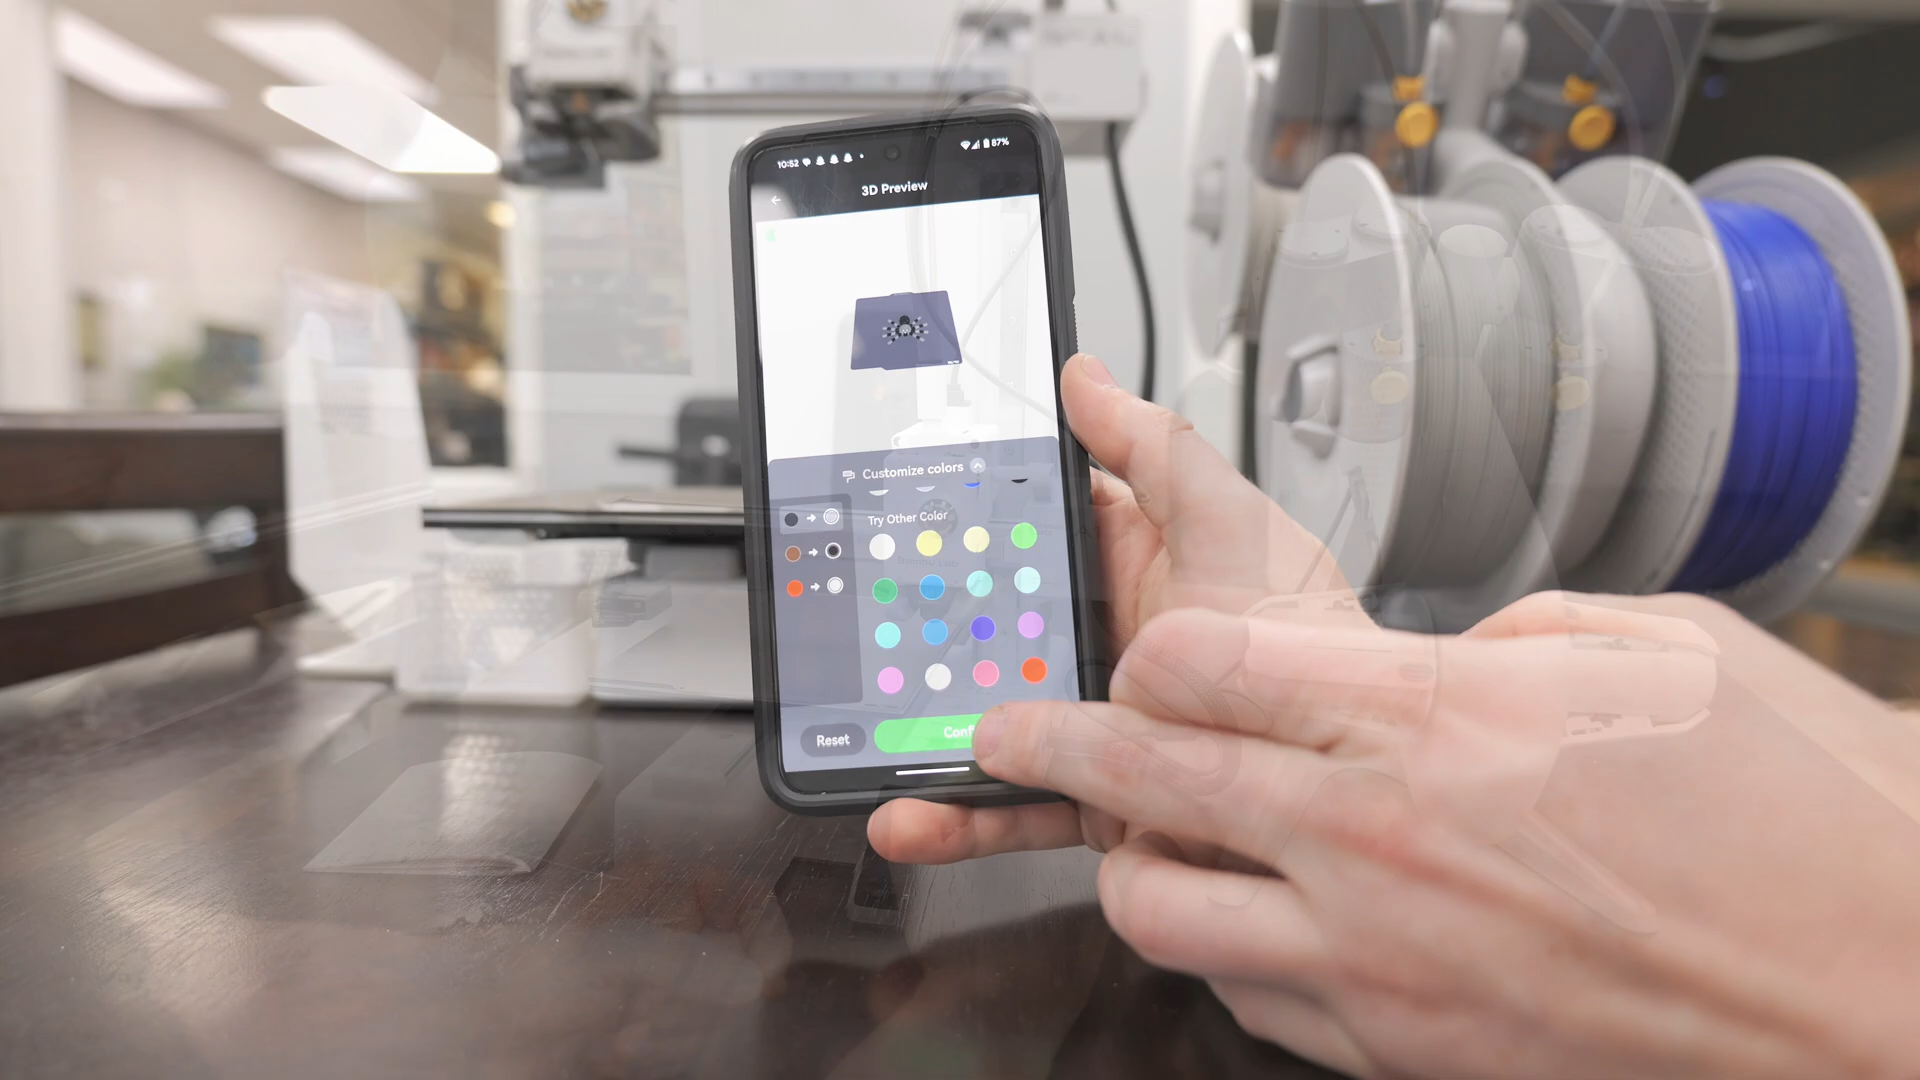 10:52
87%
3D Preview
Customize colors
Try Other Color
Reset
Conf